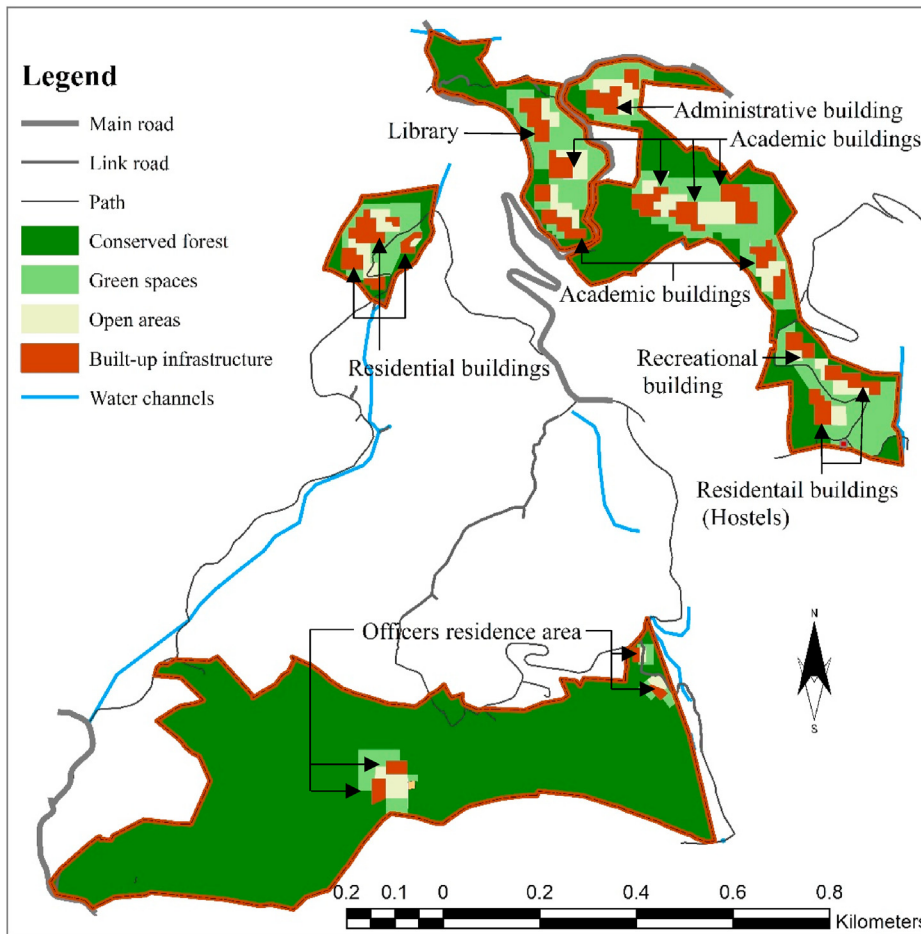 Legend
Main road
Link road
Path
Conserved forest
Green spaces
Open areas
Built-up infrastructure
Water channels
Administrative building
Library
Academic buildings
Academic buildings
Residential buildings
Recreational
building
Residentail buildings
(Hostels)
Officers residence area
N
S
0.2 0.1 0 0.2 0.4 0.6 0.8
Kilometers